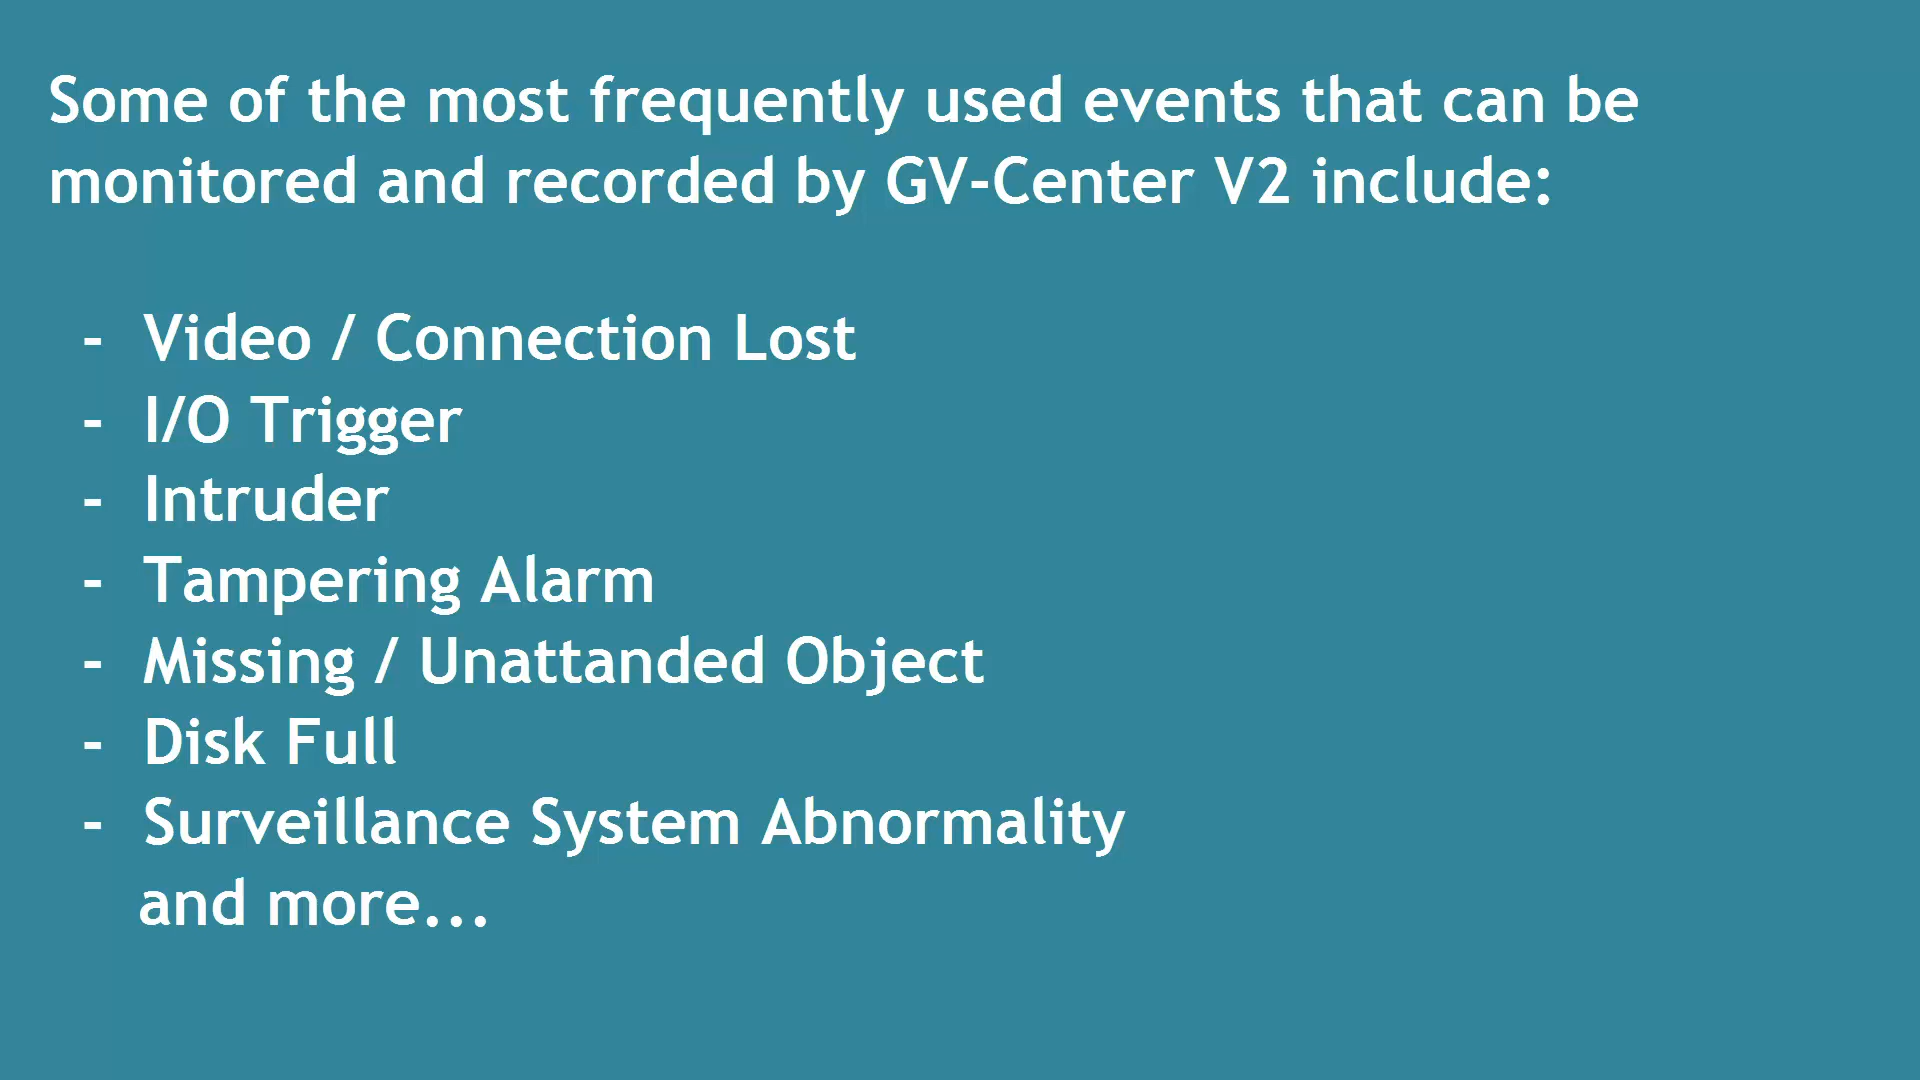 Some of the most frequently used events that can be
monitored and recorded by GV-Center V2 include:
- Video / Connection Lost
- I/O Trigger
- Intruder
- Tampering Alarm
- Missing / Unattanded Object
- Disk Full
- Surveillance System Abnormality
and more...